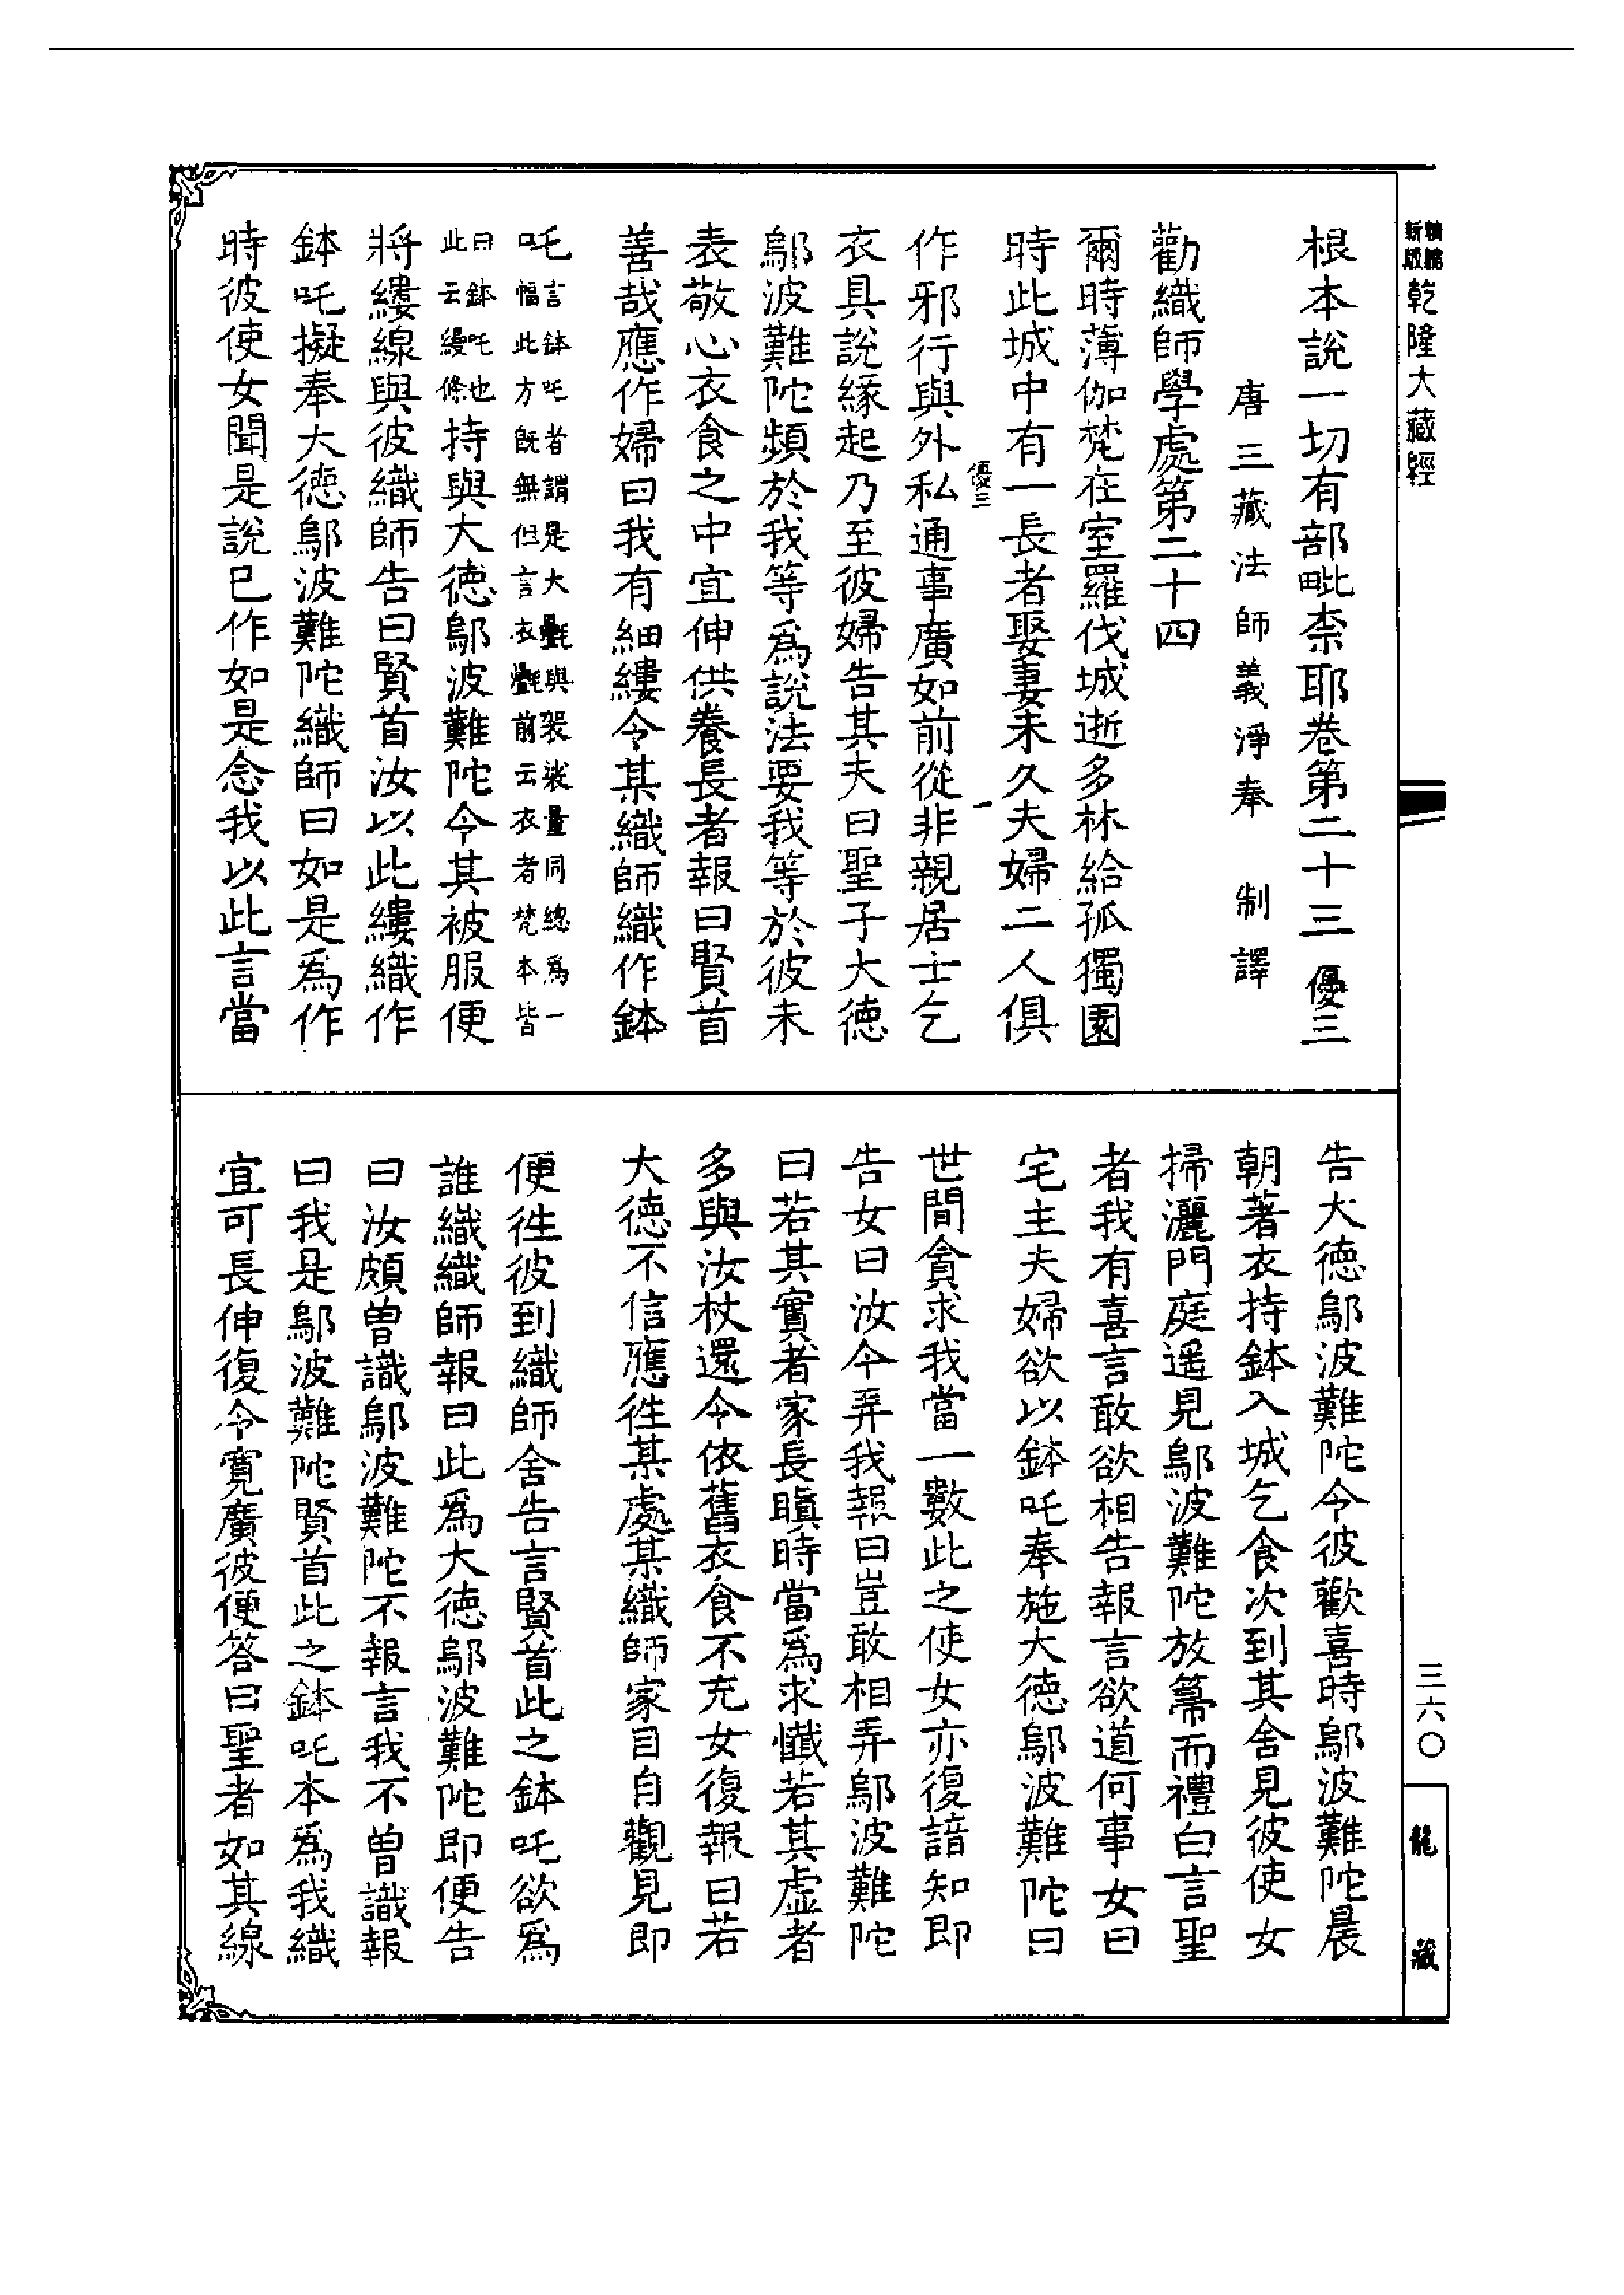 新版
乾隆大藏經
根本說一切有部毗柰耶卷第二十三 優三
唐三藏法師義淨奉 制譯
勸織師學處第二十四
爾時薄伽梵在室羅伐城逝多林給孤獨園
時此城中有一長者娶妻未久夫婦二人俱
優三 一
作邪行與外私通事廣如前從非親居士乞
衣具說緣起乃至彼婦告其夫曰聖子大德
鄔波難陀頻於我等為說法要我等於彼未
表敬心衣食之中宜伸供養長者報曰賢首
善哉應作婦曰我有細縷令某織師織作鉢
吒言鉢吒者謂是大㲲與袈裟量同總為一
吒幅此方既無但言衣㲲前云衣者梵本皆
曰鉢吒也
此云縵條持與大德鄔波難陀令其被服便
將縷線與彼織師告曰賢首汝以此縷織作
鉢吒擬奉大德鄔波難陀織師曰如是為作
時彼使女聞是說已作如是念我以此言當
告大德鄔波難陀令彼歡喜時鄔波難陀晨
朝著衣持鉢入城乞食次到其舍見彼使女
掃灑門庭遥見鄔波難陀放箒而禮白言聖
者我有喜言敢欲相告報言欲道何事女曰
宅主夫婦欲以鉢吒奉施大德鄔波難陀曰
世間貪求我當一數此之使女亦復諳知即
告女曰汝今弄我報曰豈敢相弄鄔波難陀
曰若其實者家長瞋時當為求懺若其虛者
多與汝杖還令依舊衣食不充女復報曰若
大德不信應往某處某織師家目自觀見即
便往彼到織師舍告言賢首此之鉢吒欲為
誰織織師報曰此為大德鄔波難陀即便告
曰汝頗曾識鄔波難陀不報言我不曾識報
曰我是鄔波難陀賢首此之鉢吒本為我織
宜可長伸復令寬廣彼便答曰聖者如其線
三六〇
龍藏